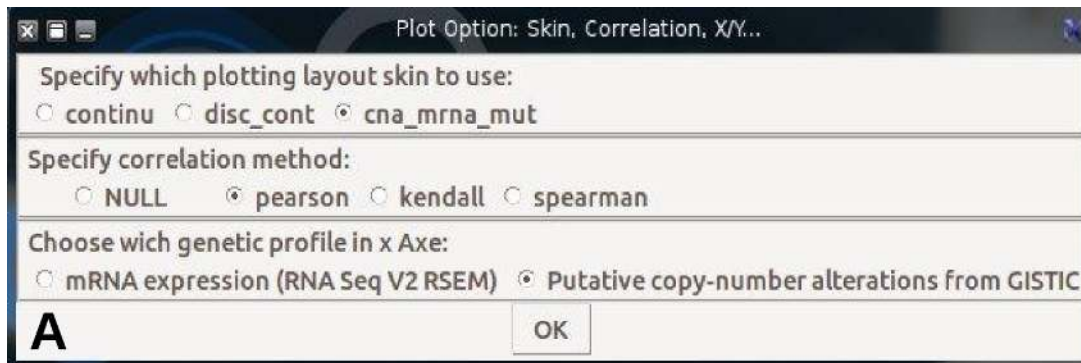 Plot Option: Skin, Correlation, X/Y...
Specify which plotting layout skin to use:
continu disc_cont cna_mrna_mut
Specify correlation method:
NULL pearson kendall spearman
Choose wich genetic profile in x Axe:
mRNA expression (RNA Seq V2 RSEM) Putative copy-number alterations from GISTIC
A OK